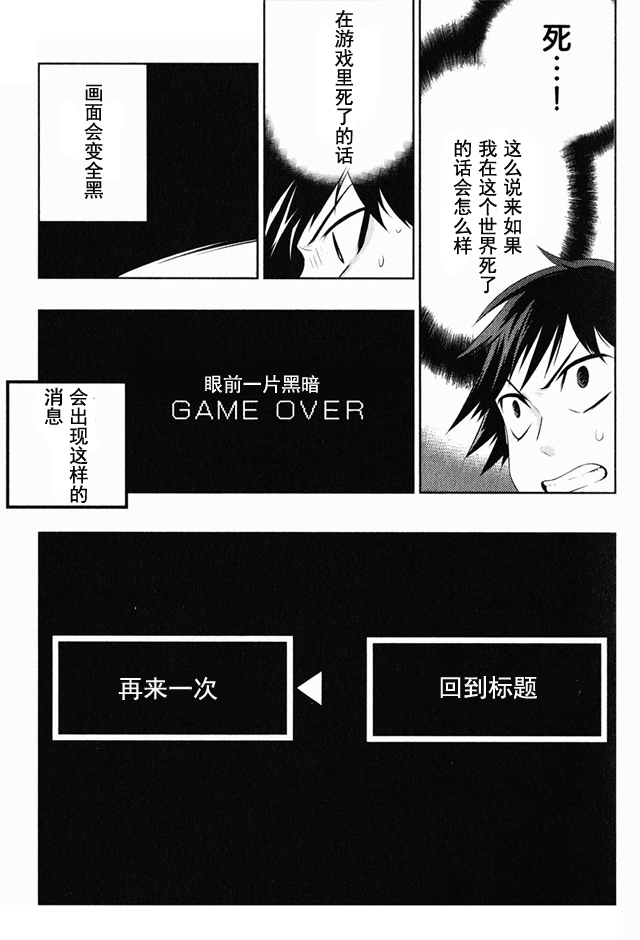 死…！
这么说来如果
我在这个世界死了
的话会怎么样
在游戏里死了的话
画面会变全黑
眼前一片黑暗
GAME OVER
会出现这样的
消息
回到标题
再来一次